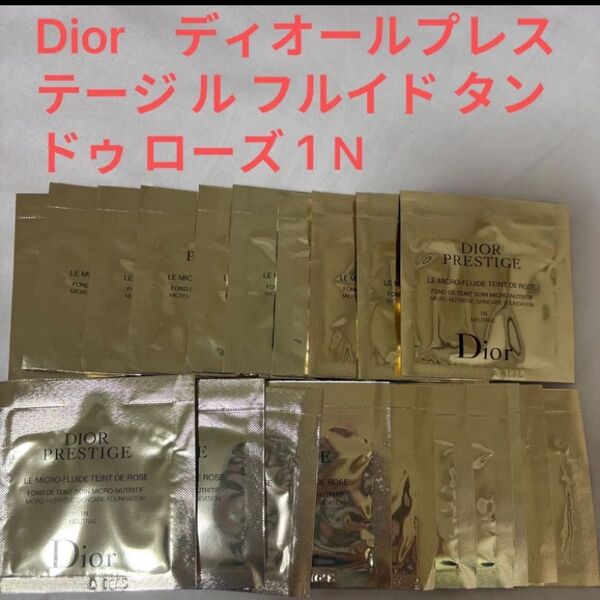 Dior ディオールプレス
テージ ル フルイド タン
ドゥ ローズ 1 N
DIOR
PRESTIGE
LE MICRO-FLUIDE TEINT DE ROSE
FOND DE TEINT SOIN MICRO-NUTRITIF
MICRO-NUTRITIVE SKINCARE FOUNDATION
1N
NEUTRAL
Dior
DIOR
PRESTIGE
LE MICRO-FLUIDE TEINT DE ROSE
FOND DE TEINT SOIN MICRO-NUTRITIF
MICRO-NUTRITIVE SKINCARE FOUNDATION
1N
NEUTRAL
Dior